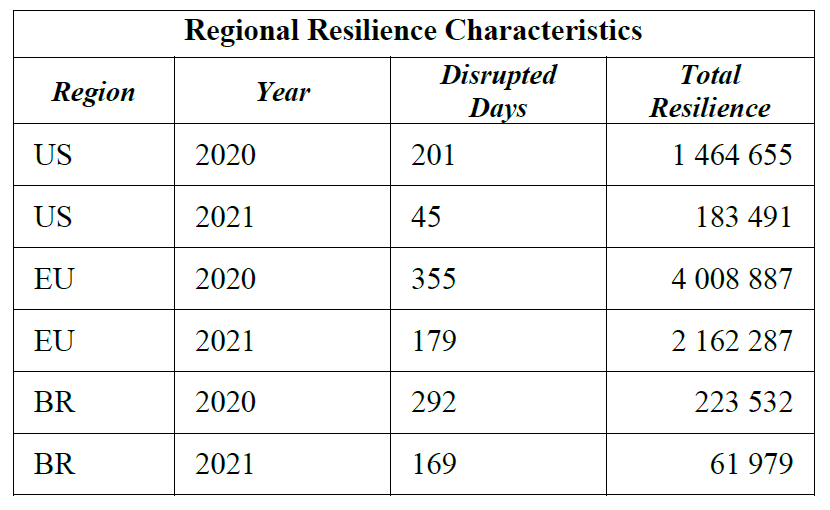 Regional Resilience Characteristics
Region Year Disrupted Days Total Resilience
US 2020 201 1 464 655
US 2021 45 183 491
EU 2020 355 4 008 887
EU 2021 179 2 162 287
BR 2020 292 223 532
BR 2021 169 61 979